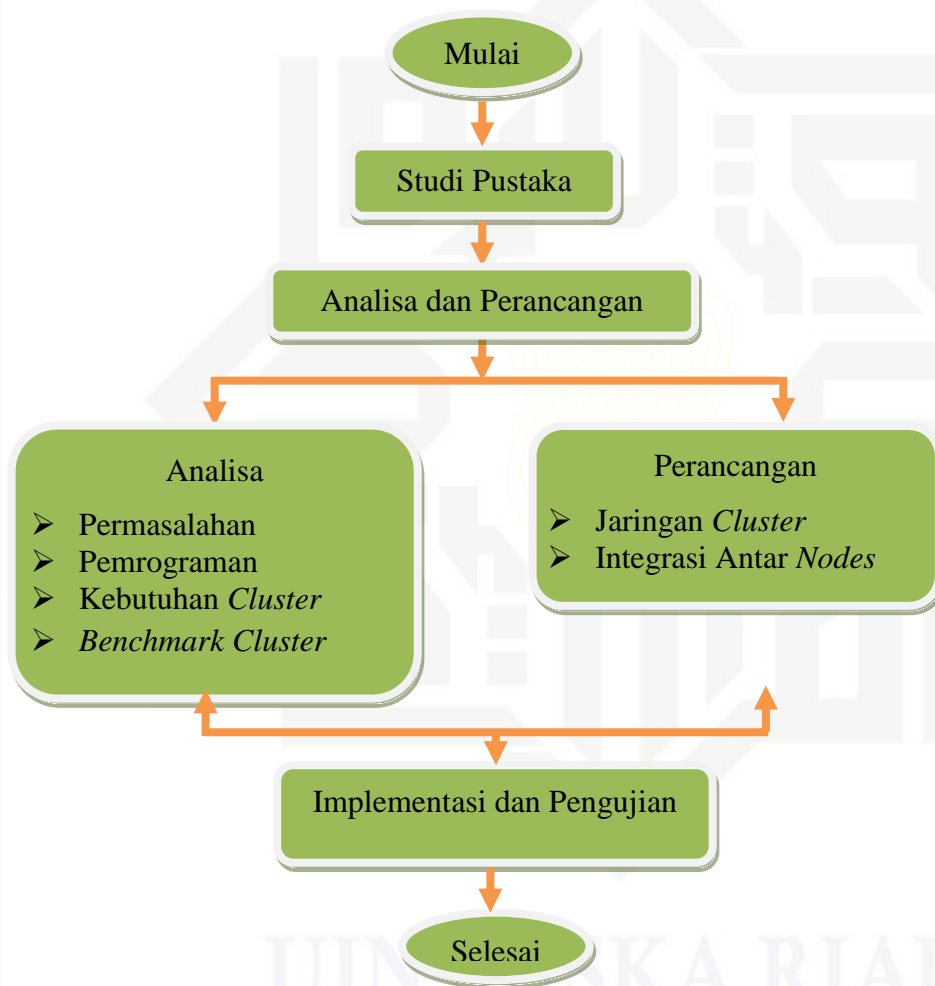 Mulai
Studi Pustaka
Analisa dan Perancangan
Analisa
➢ Permasalahan
➢ Pemrograman
➢ Kebutuhan Cluster
➢ Benchmark Cluster
Perancangan
➢ Jaringan Cluster
➢ Integrasi Antar Nodes
Implementasi dan Pengujian
Selesai